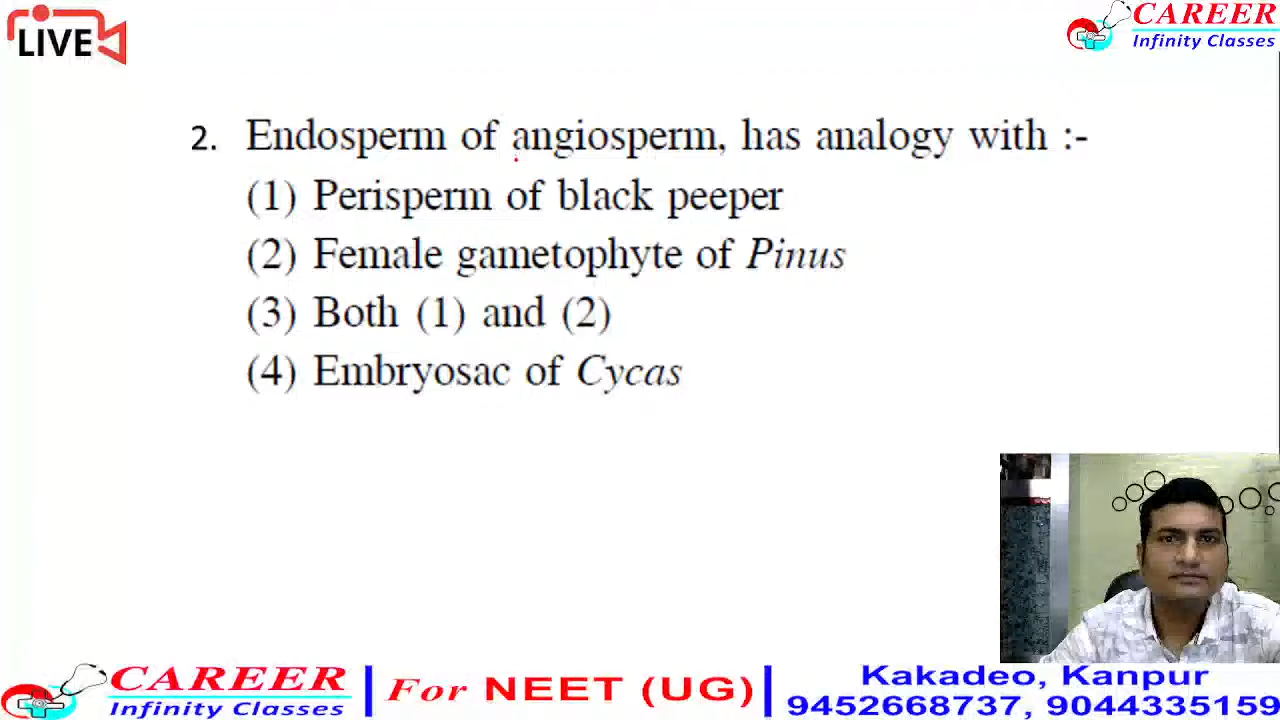 LIVE
CAREER
Infinity Classes
2. Endosperm of angiosperm, has analogy with :-
(1) Perisperm of black peeper
(2) Female gametophyte of Pinus
(3) Both (1) and (2)
(4) Embryosac of Cycas
CAREER
Infinity Classes
For NEET (UG)
Kakadeo, Kanpur
9452668737, 9044335159